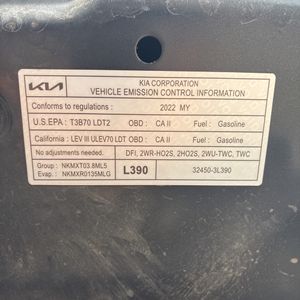 KIA
KIA CORPORATION
VEHICLE EMISSION CONTROL INFORMATION
Conforms to regulations : 2022 MY
U.S.EPA : T3B70 LDT2 OBD : CA II Fuel : Gasoline
California : LEV III ULEV70 LDT OBD : CA II Fuel : Gasoline
No adjustments needed. DFI, 2WR-HO2S, 2HO2S, 2WU-TWC, TWC
Group : NKMXT03.8ML5
Evap. : NKMXR0135MLG
L390
32450-3L390